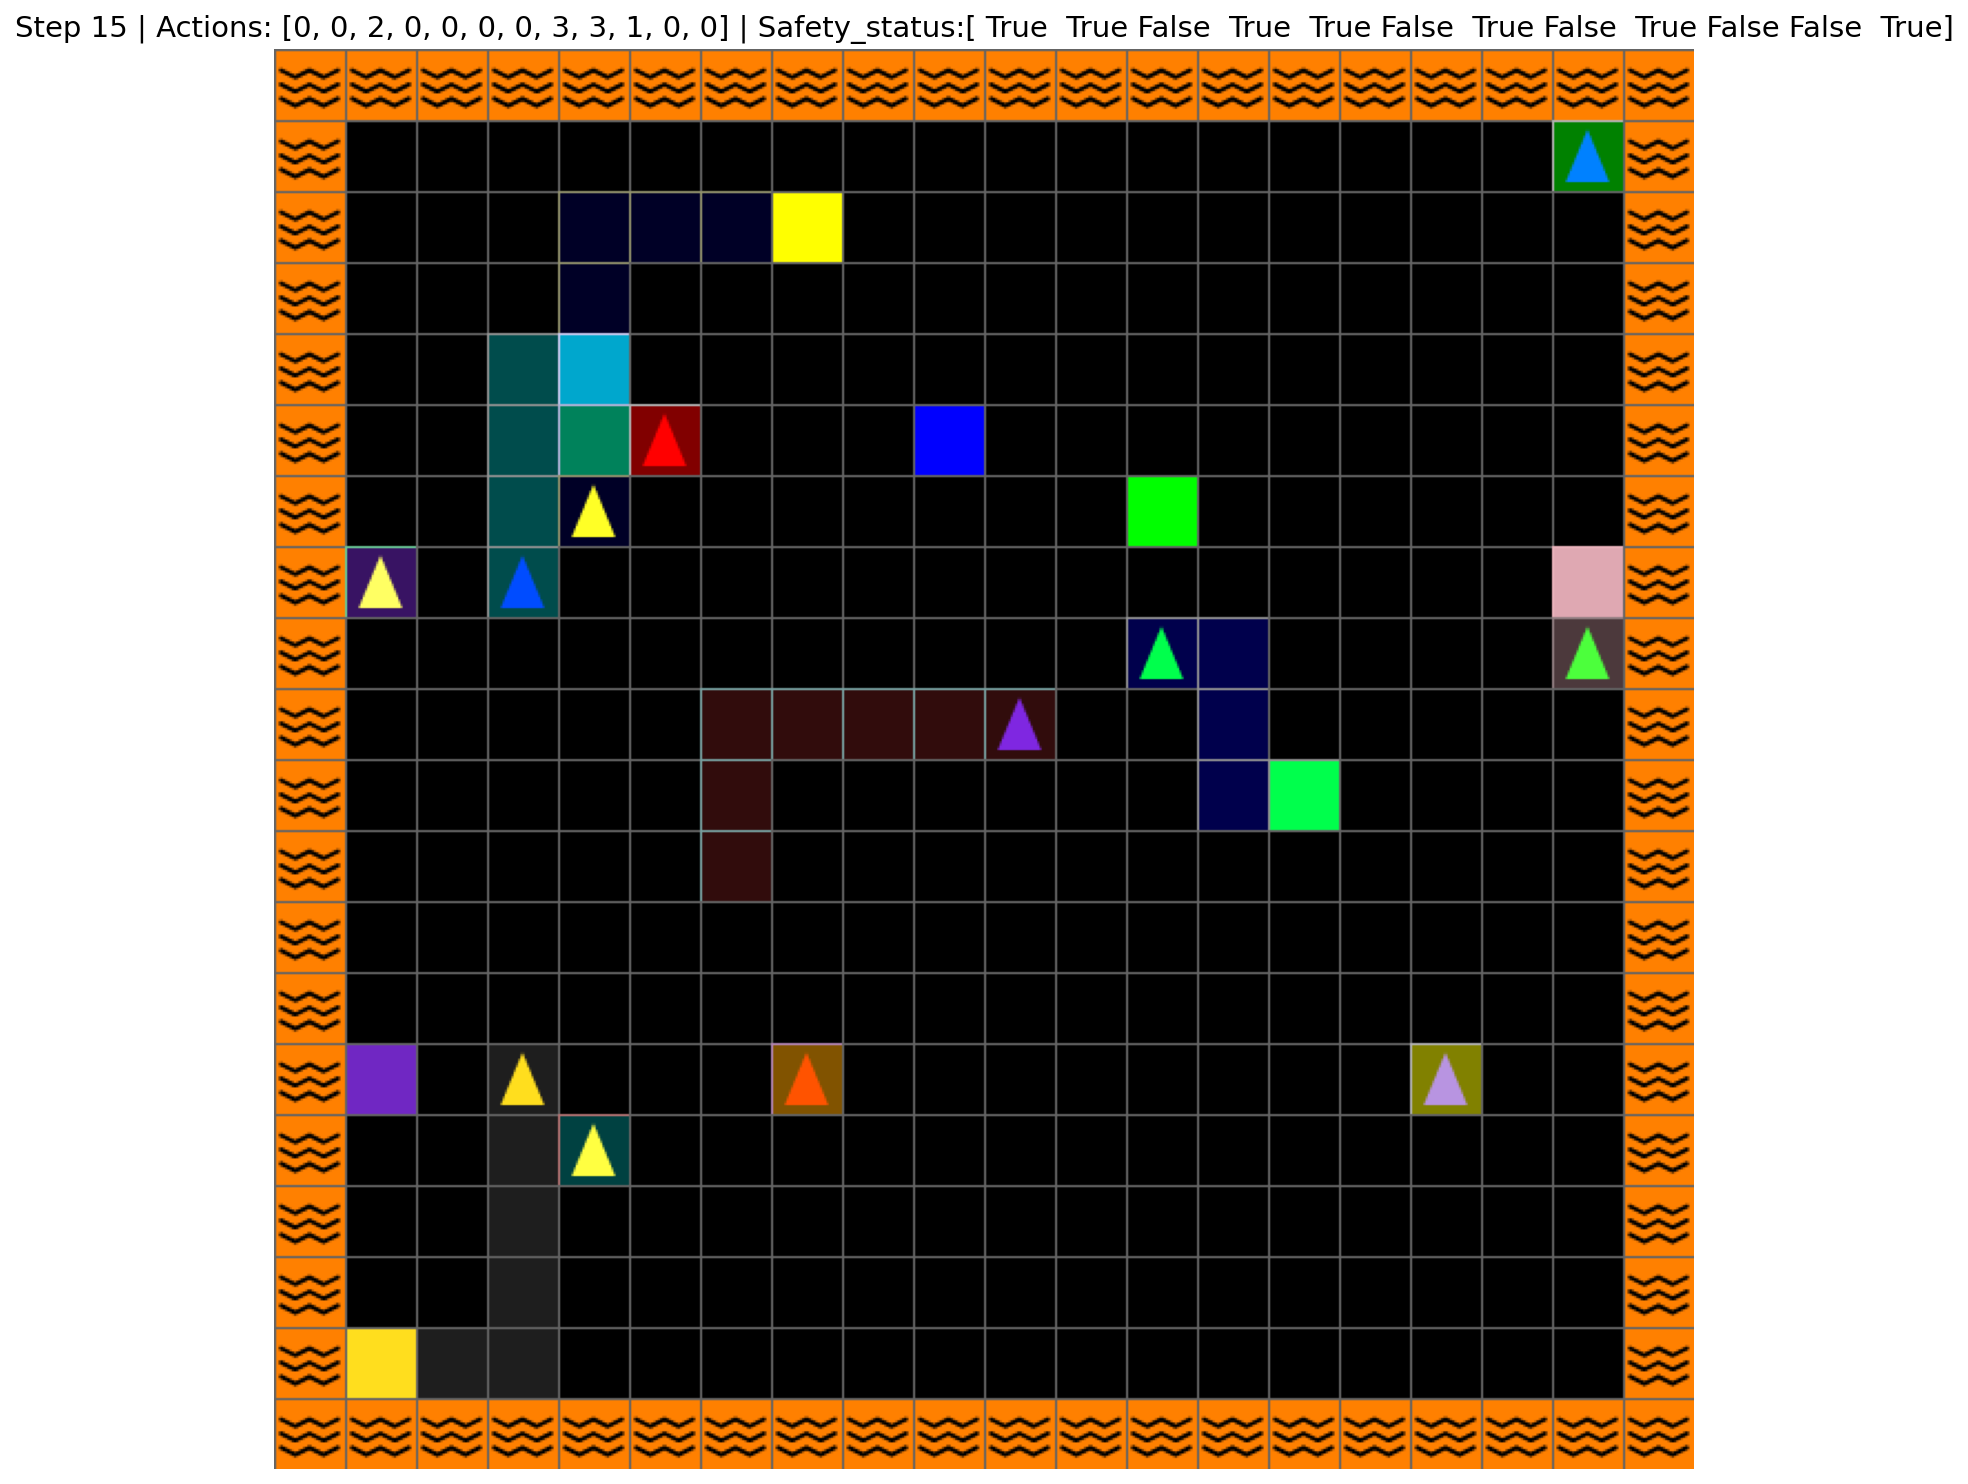 Step 15 | Actions: [0, 0, 2, 0, 0, 0, 0, 3, 3, 1, 0, 0] | Safety_status:[ True  True False  True  True False  True False  True False False  True]